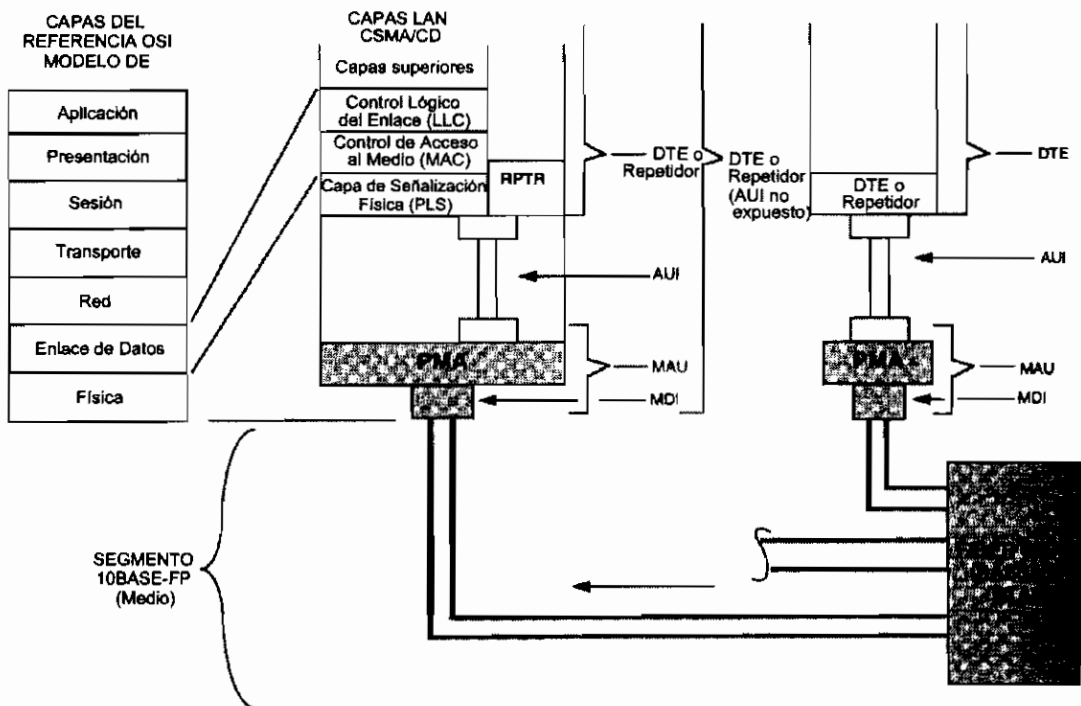 CAPAS DEL
REFERENCIA OSI
MODELO DE
Aplicación
Presentación
Sesión
Transporte
Red
Enlace de Datos
Física
CAPAS LAN
CSMA/CD
Capas superiores
Control Lógico
del Enlace (LLC)
Control de Acceso
al Medio (MAC)
Capa de Señalización
Física (PLS)
RPTR
DTE o
Repetidor
DTE o
Repetidor
(AUI no
expuesto)
AUI
PMA
MAU
MDI
DTE o
Repetidor
DTE
AUI
PMA
MAU
MDI
SEGMENTO
10BASE-FP
(Medio)